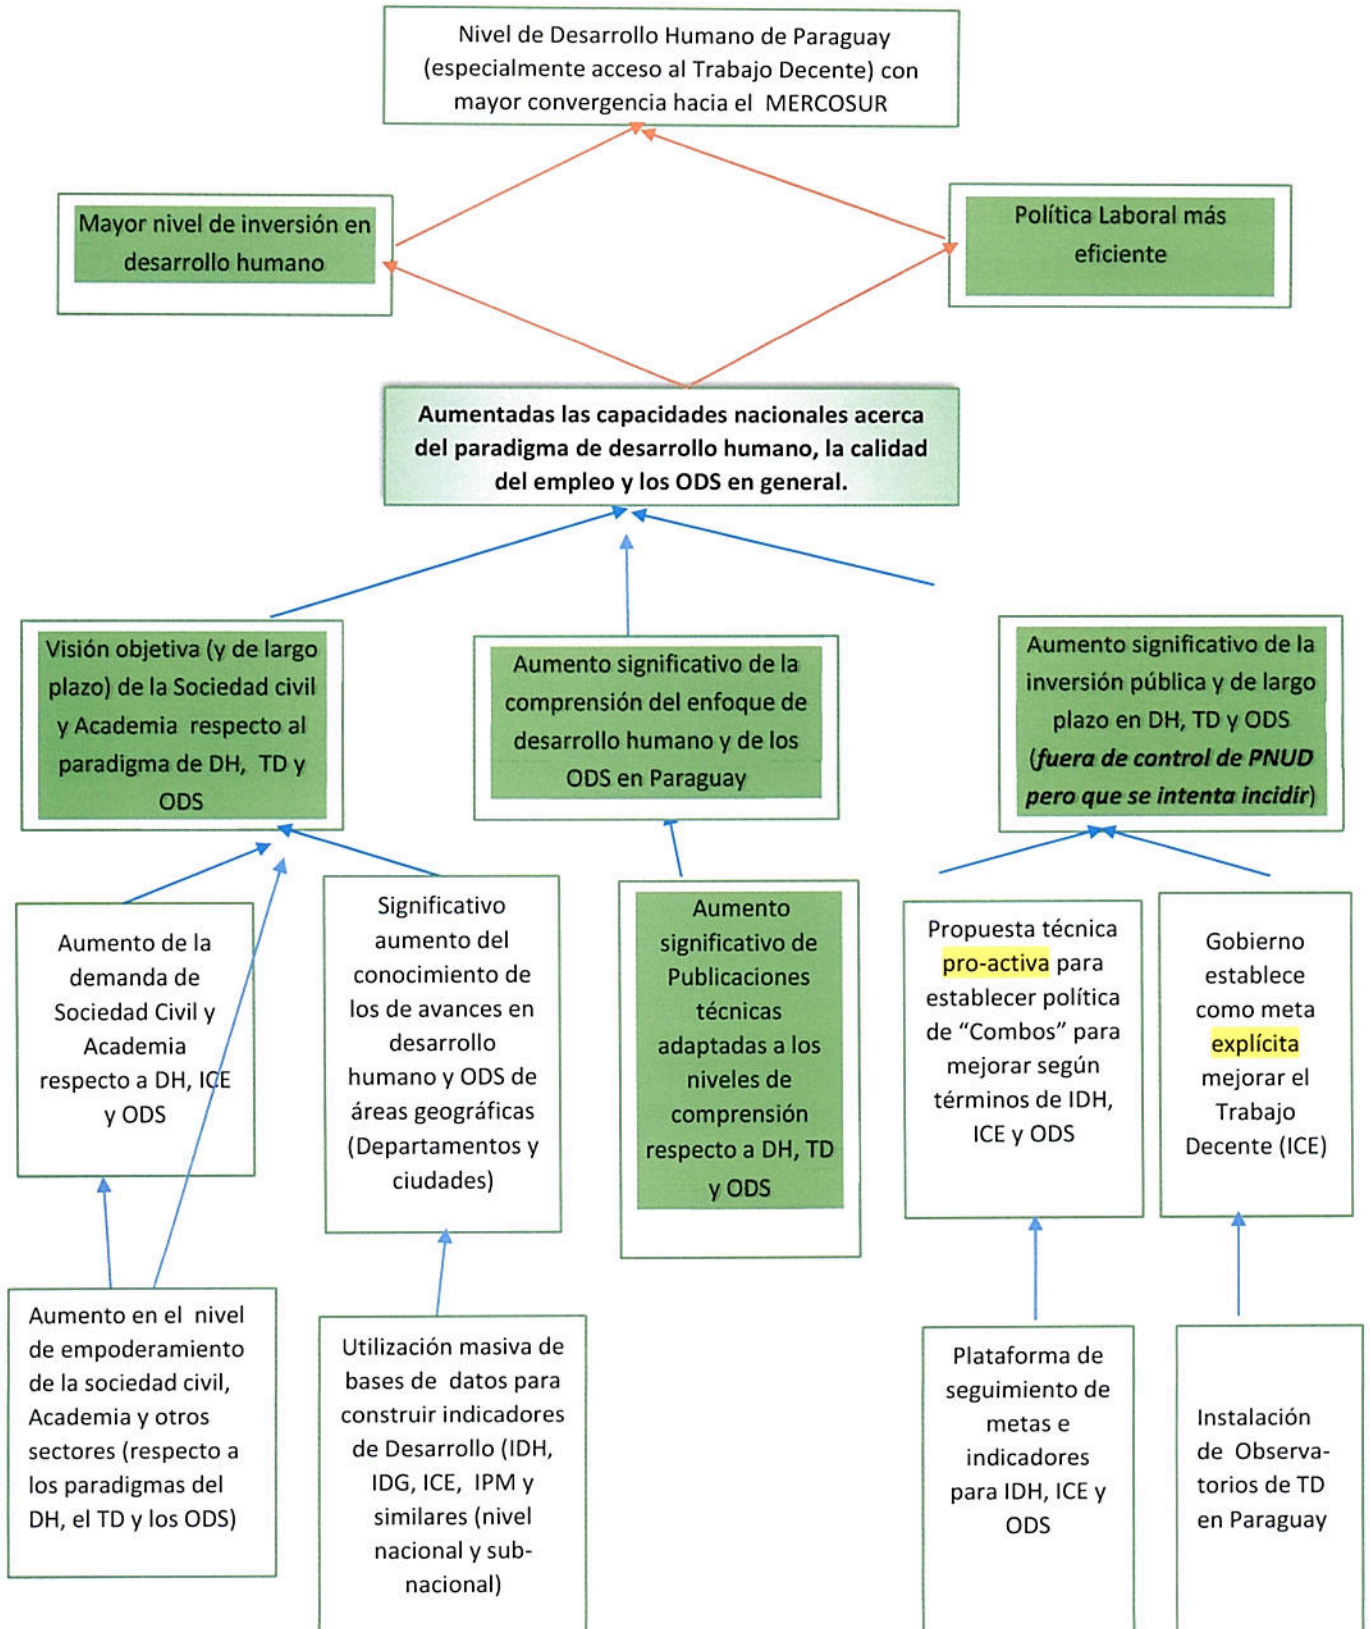 Nivel de Desarrollo Humano de Paraguay
(especialmente acceso al Trabajo Decente) con
mayor convergencia hacia el MERCOSUR
Mayor nivel de inversión en
desarrollo humano
Política Laboral más
eficiente
Aumentadas las capacidades nacionales acerca
del paradigma de desarrollo humano, la calidad
del empleo y los ODS en general.
Visión objetiva (y de largo
plazo) de la Sociedad civil
y Academia respecto al
paradigma de DH, TD y
ODS
Aumento significativo de la
comprensión del enfoque de
desarrollo humano y de los
ODS en Paraguay
Aumento significativo de la
inversión pública y de largo
plazo en DH, TD y ODS
(fuera de control de PNUD
pero que se intenta incidir)
Aumento de la
demanda de
Sociedad Civil y
Academia
respecto a DH, ICE
y ODS
Significativo
aumento del
conocimiento de
los de avances en
desarrollo
humano y ODS de
áreas geográficas
(Departamentos y
ciudades)
Aumento
significativo de
Publicaciones
técnicas
adaptadas a los
niveles de
comprensión
respecto a DH, TD
y ODS
Propuesta técnica
pro-activa para
establecer política
de “Combos” para
mejorar según
términos de IDH,
ICE y ODS
Gobierno
establece
como meta
explícita
mejorar el
Trabajo
Decente (ICE)
Aumento en el nivel
de empoderamiento
de la sociedad civil,
Academia y otros
sectores (respecto a
los paradigmas del
DH, el TD y los ODS)
Utilización masiva de
bases de datos para
construir indicadores
de Desarrollo (IDH,
IDG, ICE, IPM y
similares (nivel
nacional y sub-
nacional)
Plataforma de
seguimiento de
metas e
indicadores
para IDH, ICE y
ODS
Instalación
de Observa-
torios de TD
en Paraguay